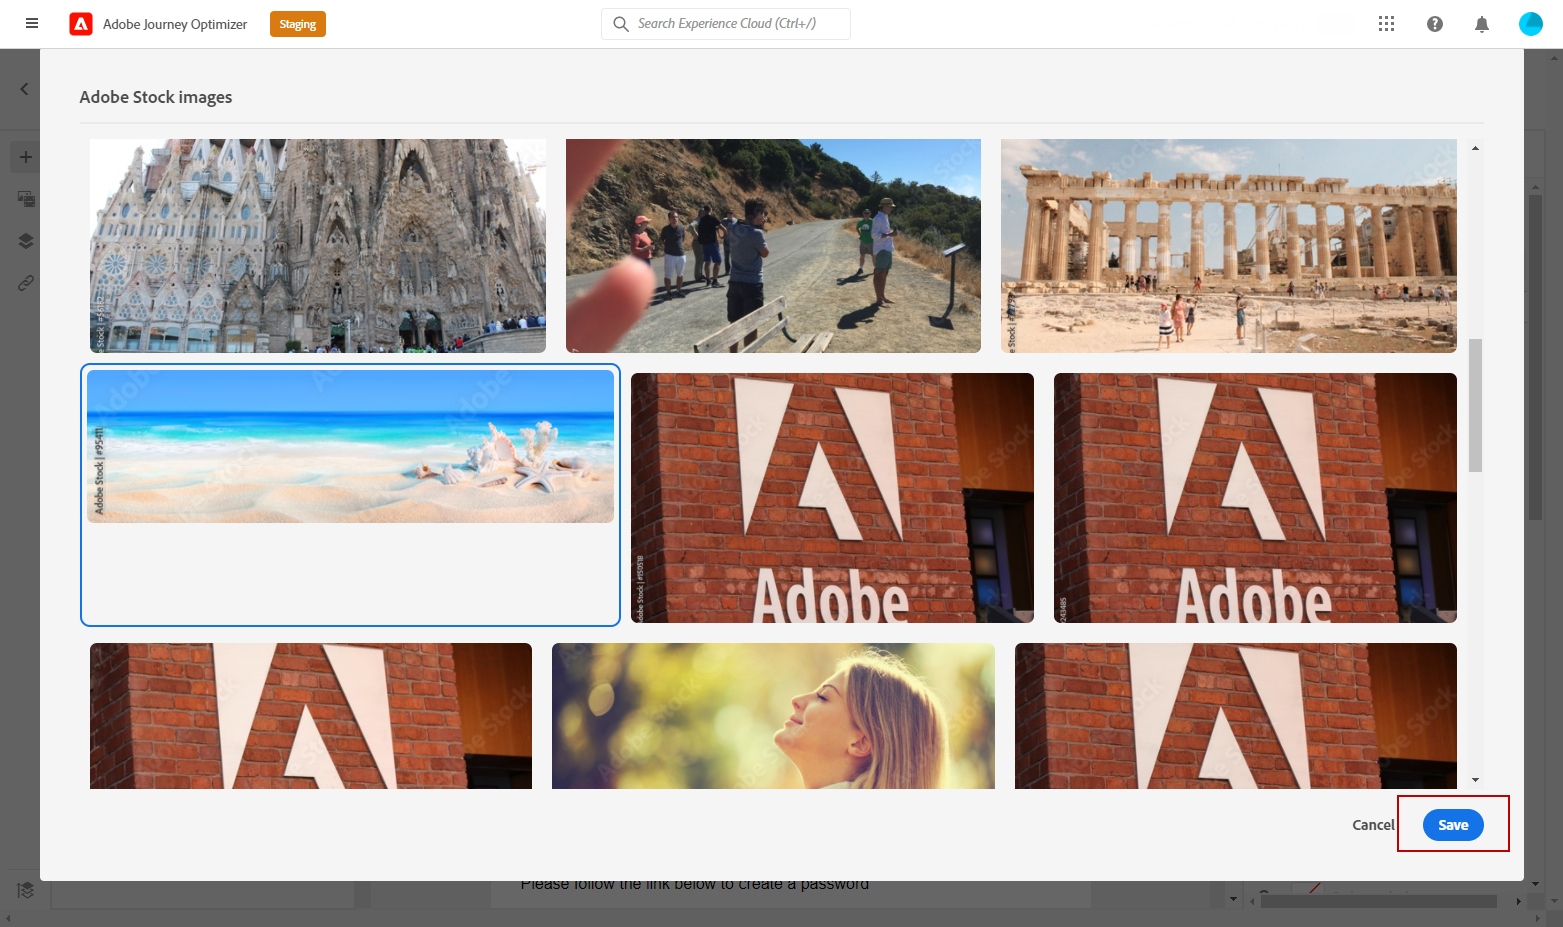 Adobe Journey Optimizer
Staging
Search Experience Cloud (Ctrl+/)
Adobe Stock images
Adobe Stock | #95411
Adobe
Adobe
Cancel
Save
Please follow the link below to create a password